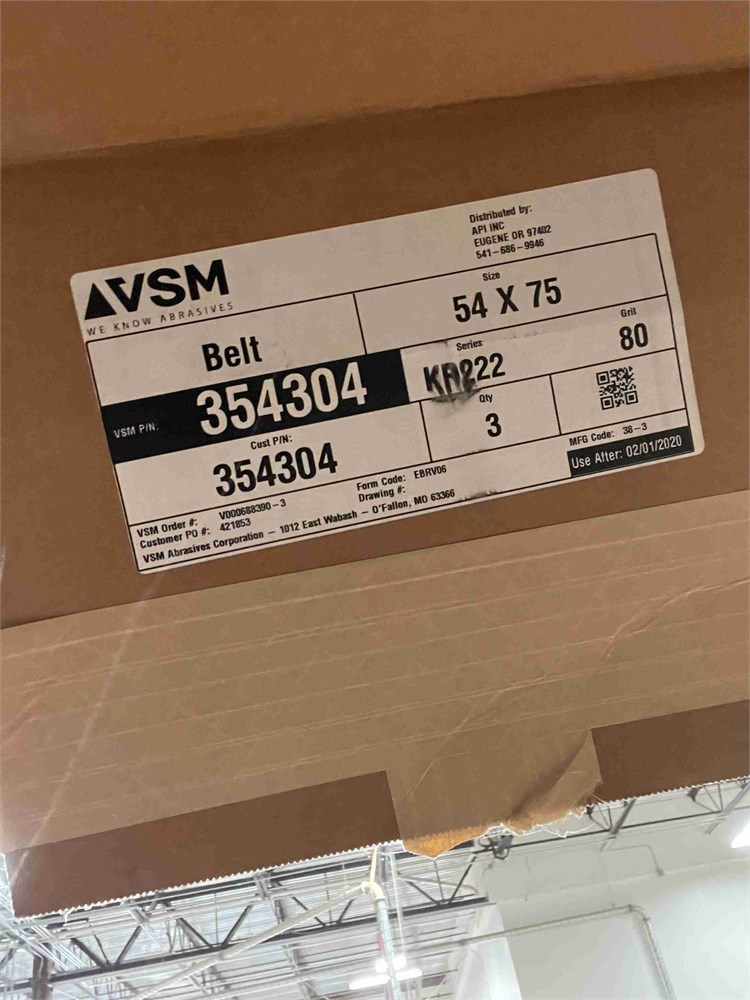 VSM
WE KNOW ABRASIVES
Distributed by:
API INC
EUGENE OR 97402
541-686-9946
Belt
Size
54 X 75
VSM P/N:
354304
Series
Grit
80
Cust P/N:
354304
Qty
3
MFG Code: 38-3
Use After: 02/01/2020
VSM Order #: V000688390-3
Customer PO #: 421853
Form Code: EBRV06
Drawing #:
VSM Abrasives Corporation – 1012 East Wabash – O'Fallon, MO 63366